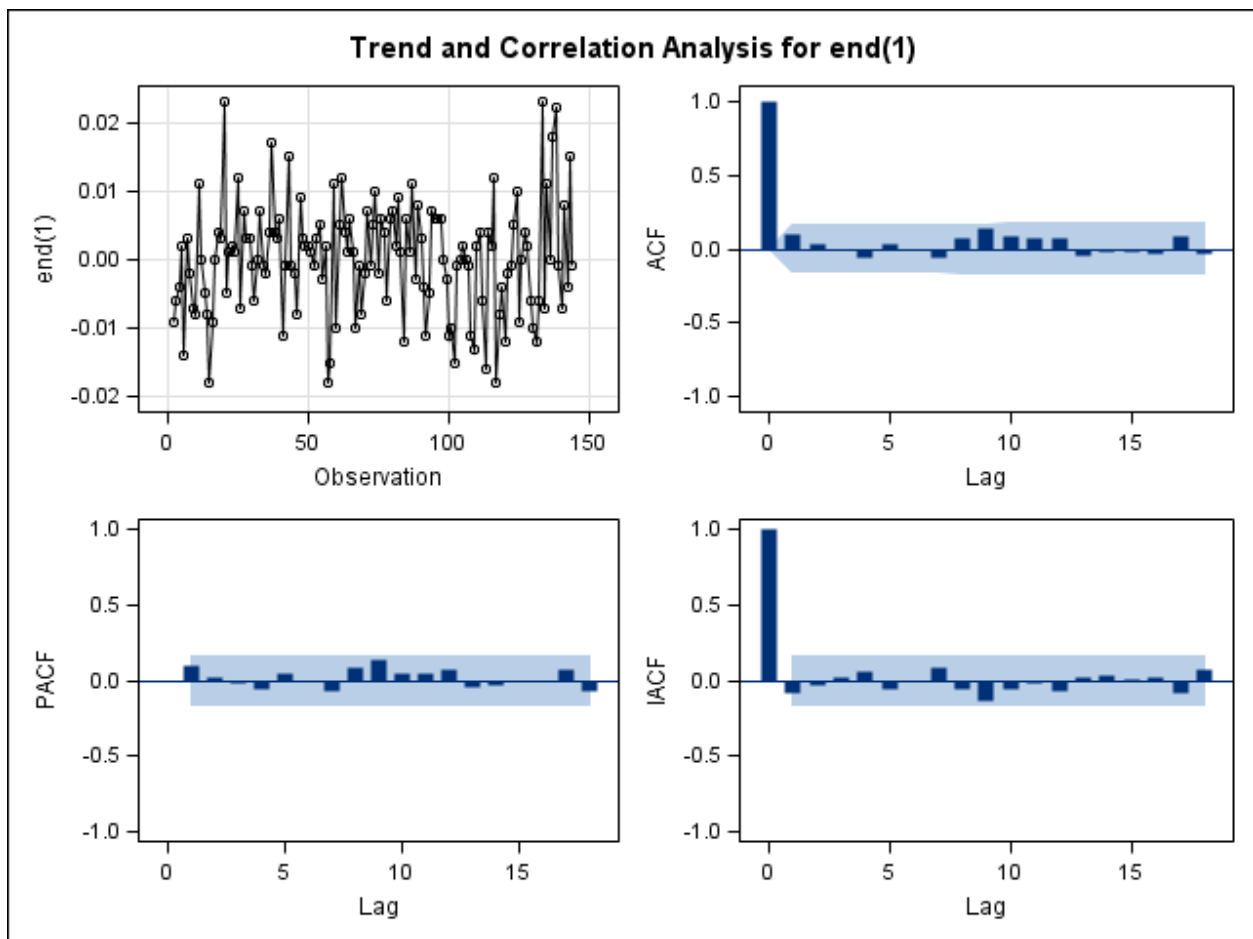 Trend and Correlation Analysis for end(1)
end(1)
0.02
0.01
0.00
-0.01
-0.02
0 50 100 150
Observation
ACF
1.0
0.5
0.0
-0.5
-1.0
0 5 10 15
Lag
PACF
1.0
0.5
0.0
-0.5
-1.0
0 5 10 15
Lag
IACF
1.0
0.5
0.0
-0.5
-1.0
0 5 10 15
Lag